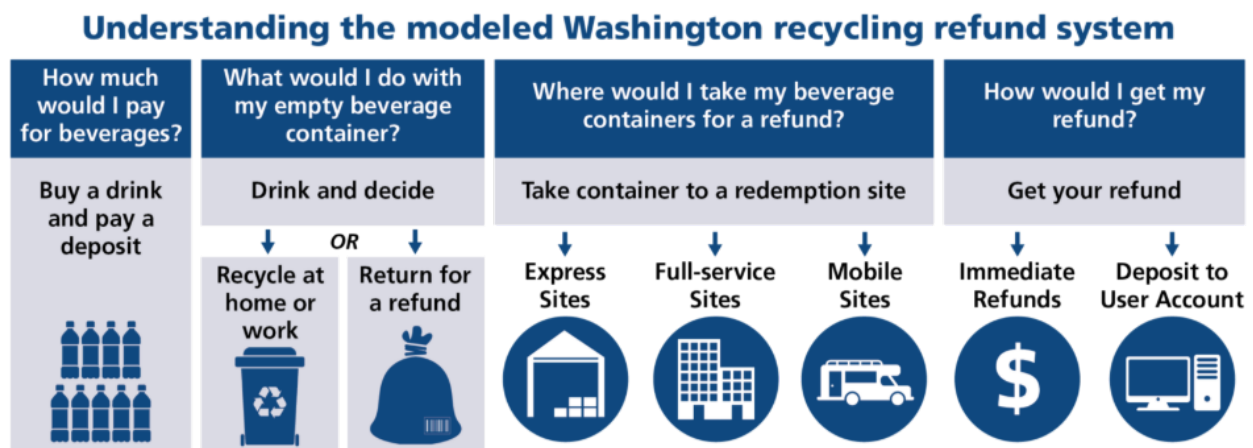 Understanding the modeled Washington recycling refund system
How much
would I pay
for beverages?
Buy a drink
and pay a
deposit
What would I do with
my empty beverage
container?
Drink and decide
OR
Recycle at
home or
work
Return for
a refund
Where would I take my beverage
containers for a refund?
Take container to a redemption site
Express
Sites
Full-service
Sites
Mobile
Sites
How would I get my
refund?
Get your refund
Immediate
Refunds
$
Deposit to
User Account